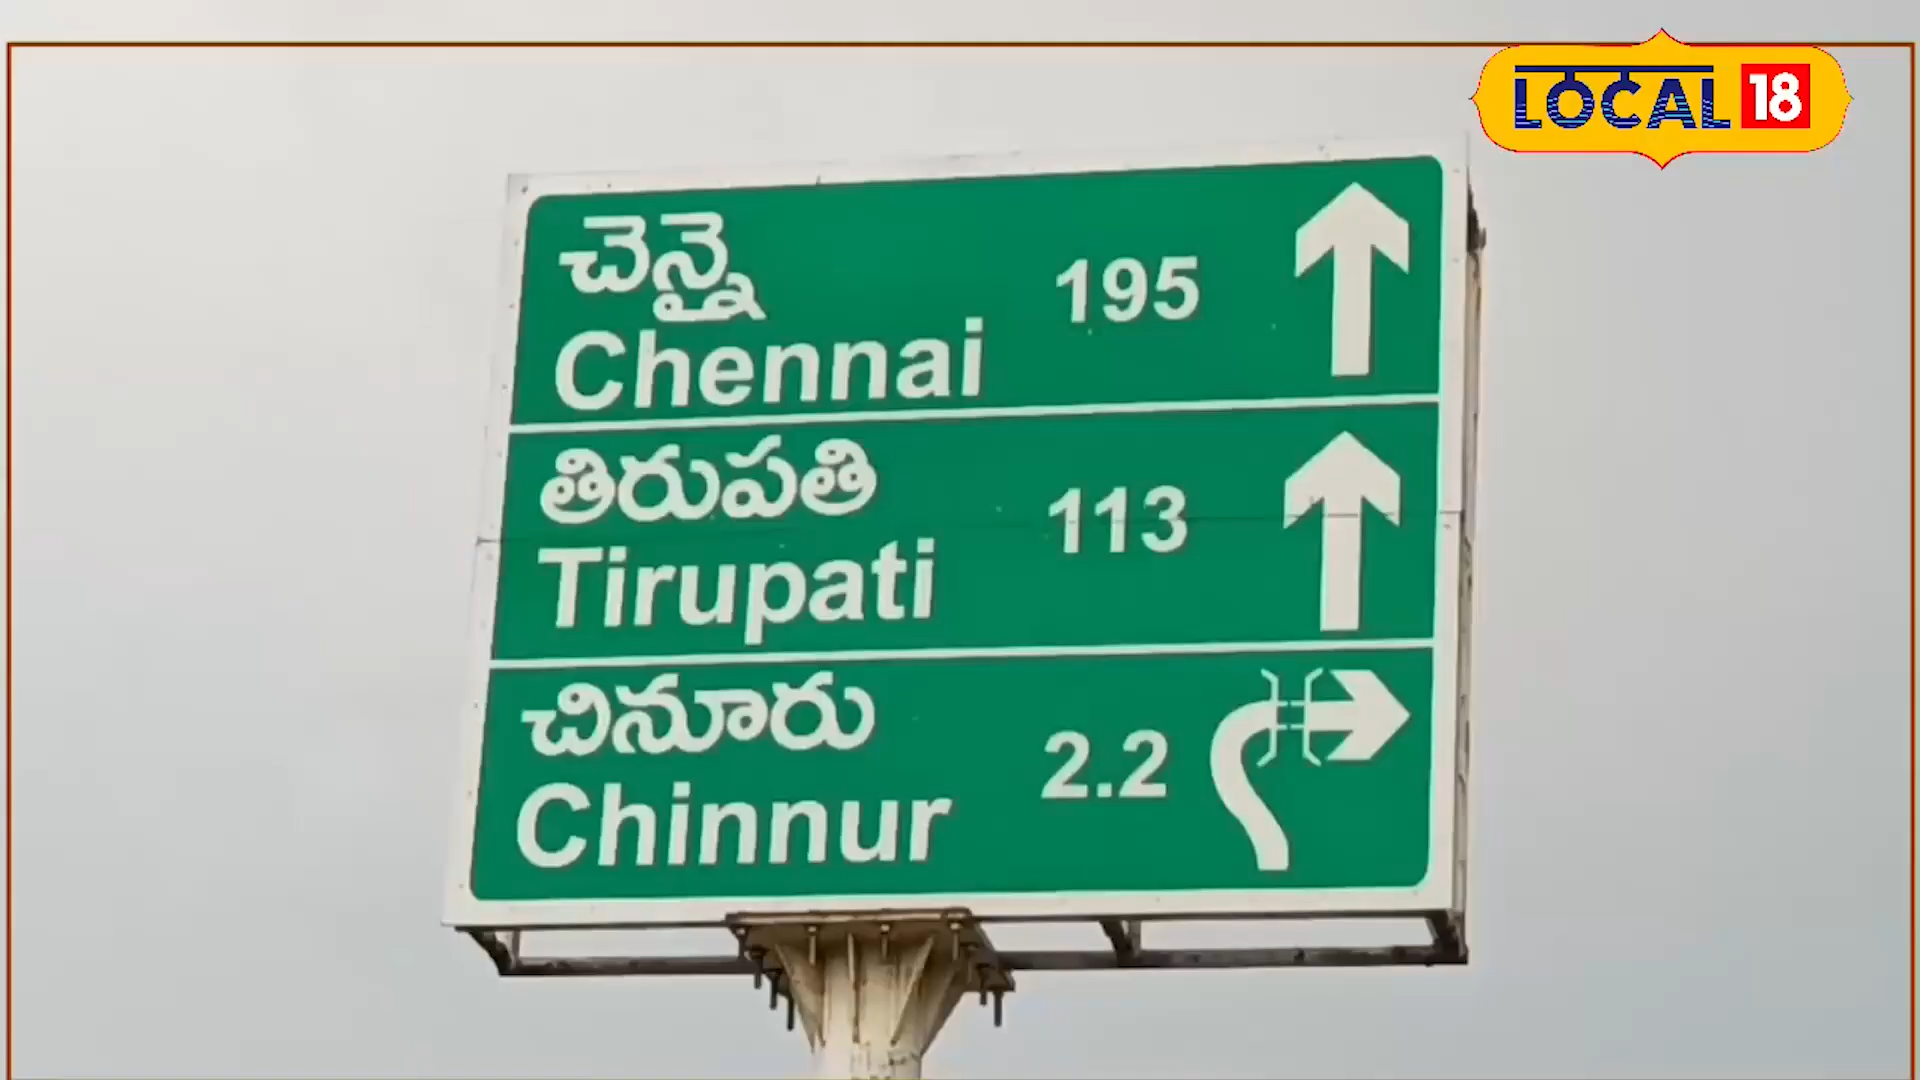 LOCAL 18
చెన్నై
Chennai
195
తిరుపతి
Tirupati
113
చినూరు
Chinnur
2.2